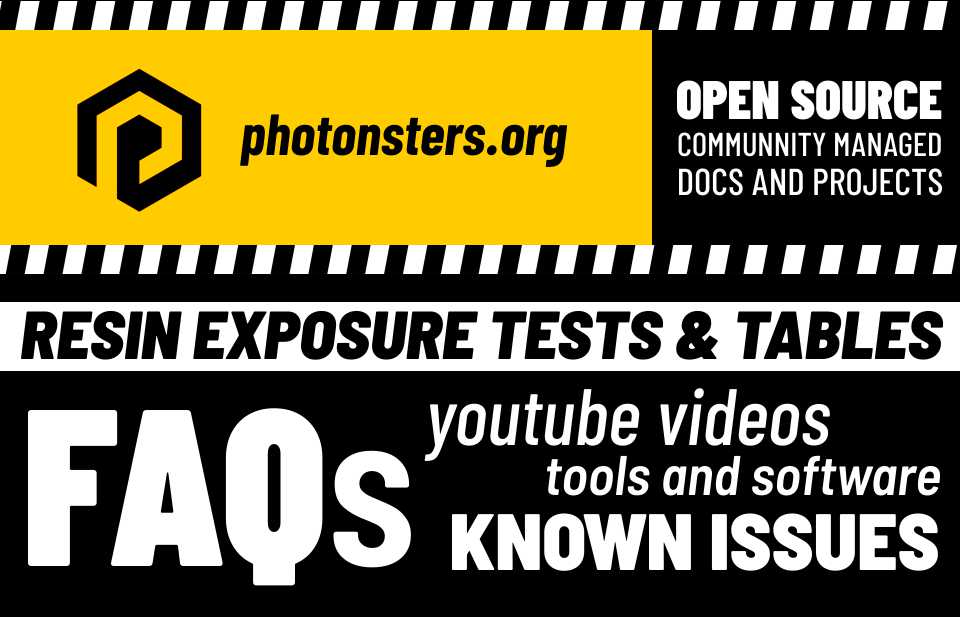 photonsters.org
OPEN SOURCE
COMMUNNITY MANAGED
DOCS AND PROJECTS
RESIN EXPOSURE TESTS & TABLES
FAQs
youtube videos
tools and software
KNOWN ISSUES